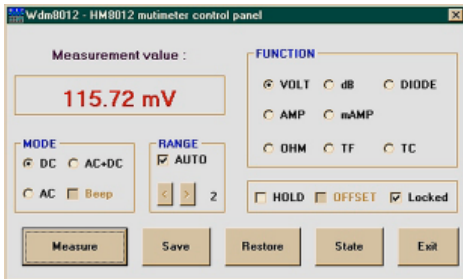 Wdm8012 - HM8012 mutimeter control panel
Measurement value :
115.72 mV
FUNCTION
VOLT dB DIODE
AMP mAMP
OHM TF TC
MODE
DC AC+DC
AC Beep
RANGE
AUTO
< > 2
HOLD OFFSET Locked
Measure Save Restore State Exit